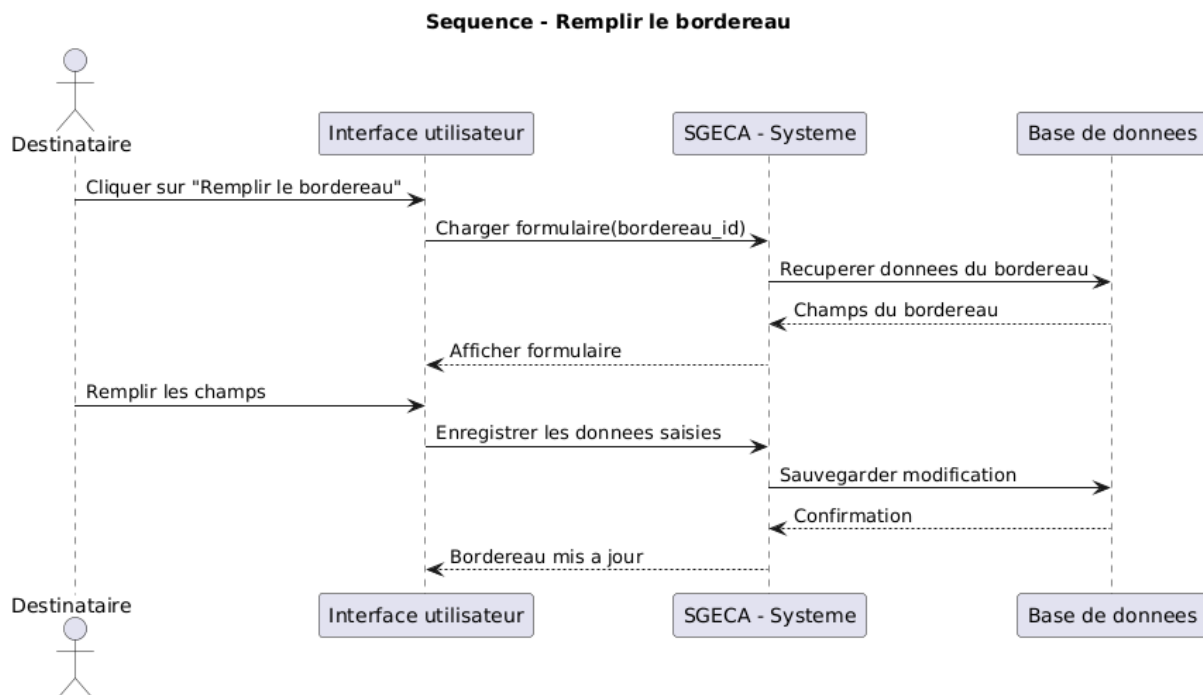 Sequence - Remplir le bordereau
Destinataire
Interface utilisateur
SGECA - Systeme
Base de donnees
Cliquer sur "Remplir le bordereau"
Charger formulaire(bordereau_id)
Recuperer donnees du bordereau
Champs du bordereau
Afficher formulaire
Remplir les champs
Enregistrer les donnees saisies
Sauvegarder modification
Confirmation
Bordereau mis a jour
Destinataire
Interface utilisateur
SGECA - Systeme
Base de donnees